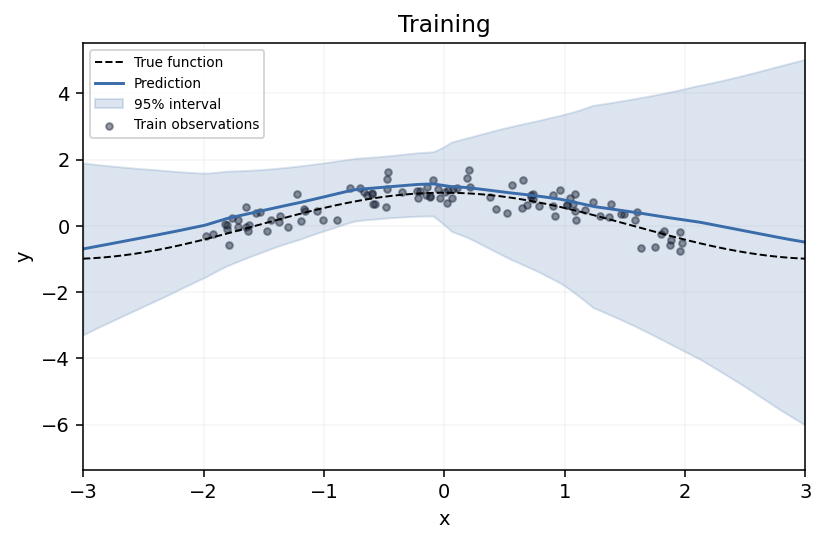 Training
True function
Prediction
95% interval
Train observations
y
4
2
0
−2
−4
−6
−3
−2
−1
0
1
2
3
x